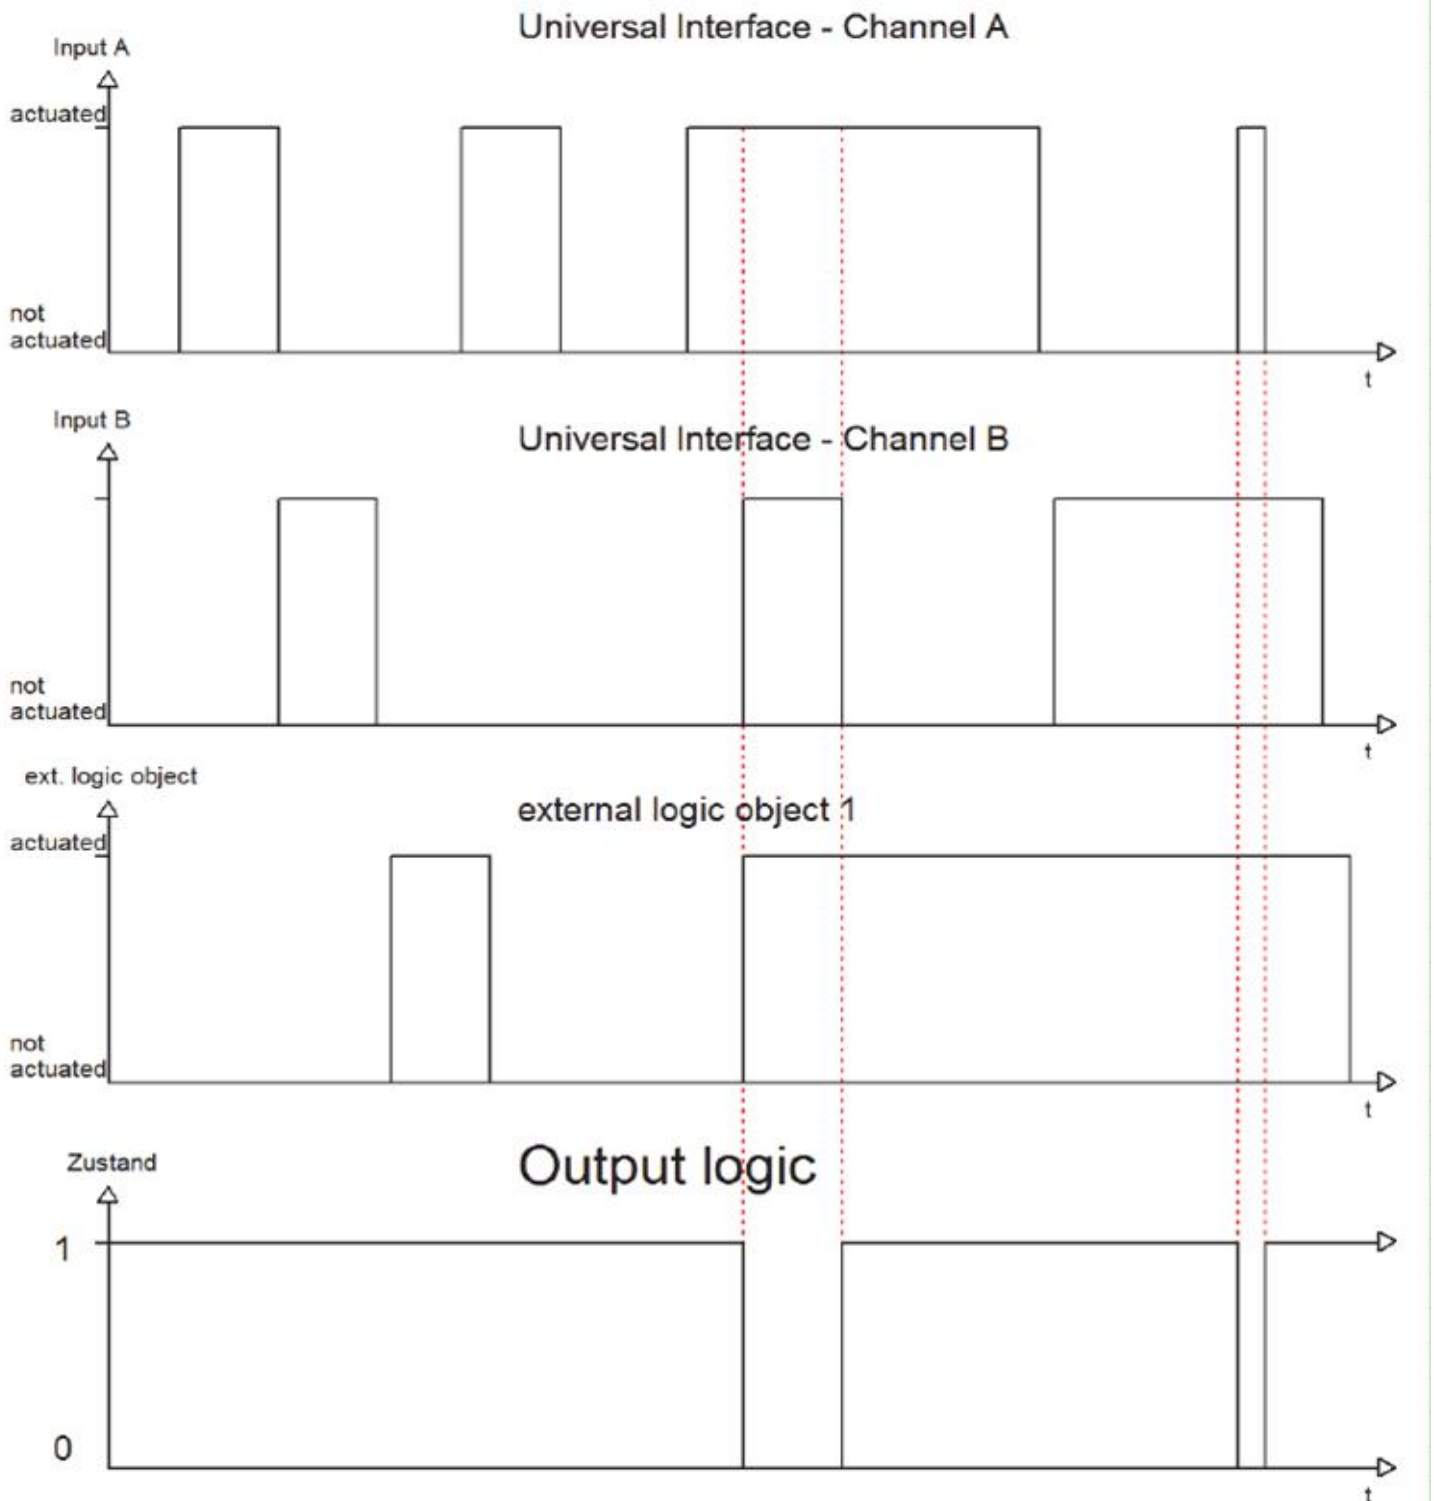 Universal Interface - Channel A
Input A
actuated
not
actuated
t
Input B
Universal Interface - Channel B
not
actuated
t
ext. logic object
external logic object 1
actuated
not
actuated
t
Zustand
Output logic
1
0
t